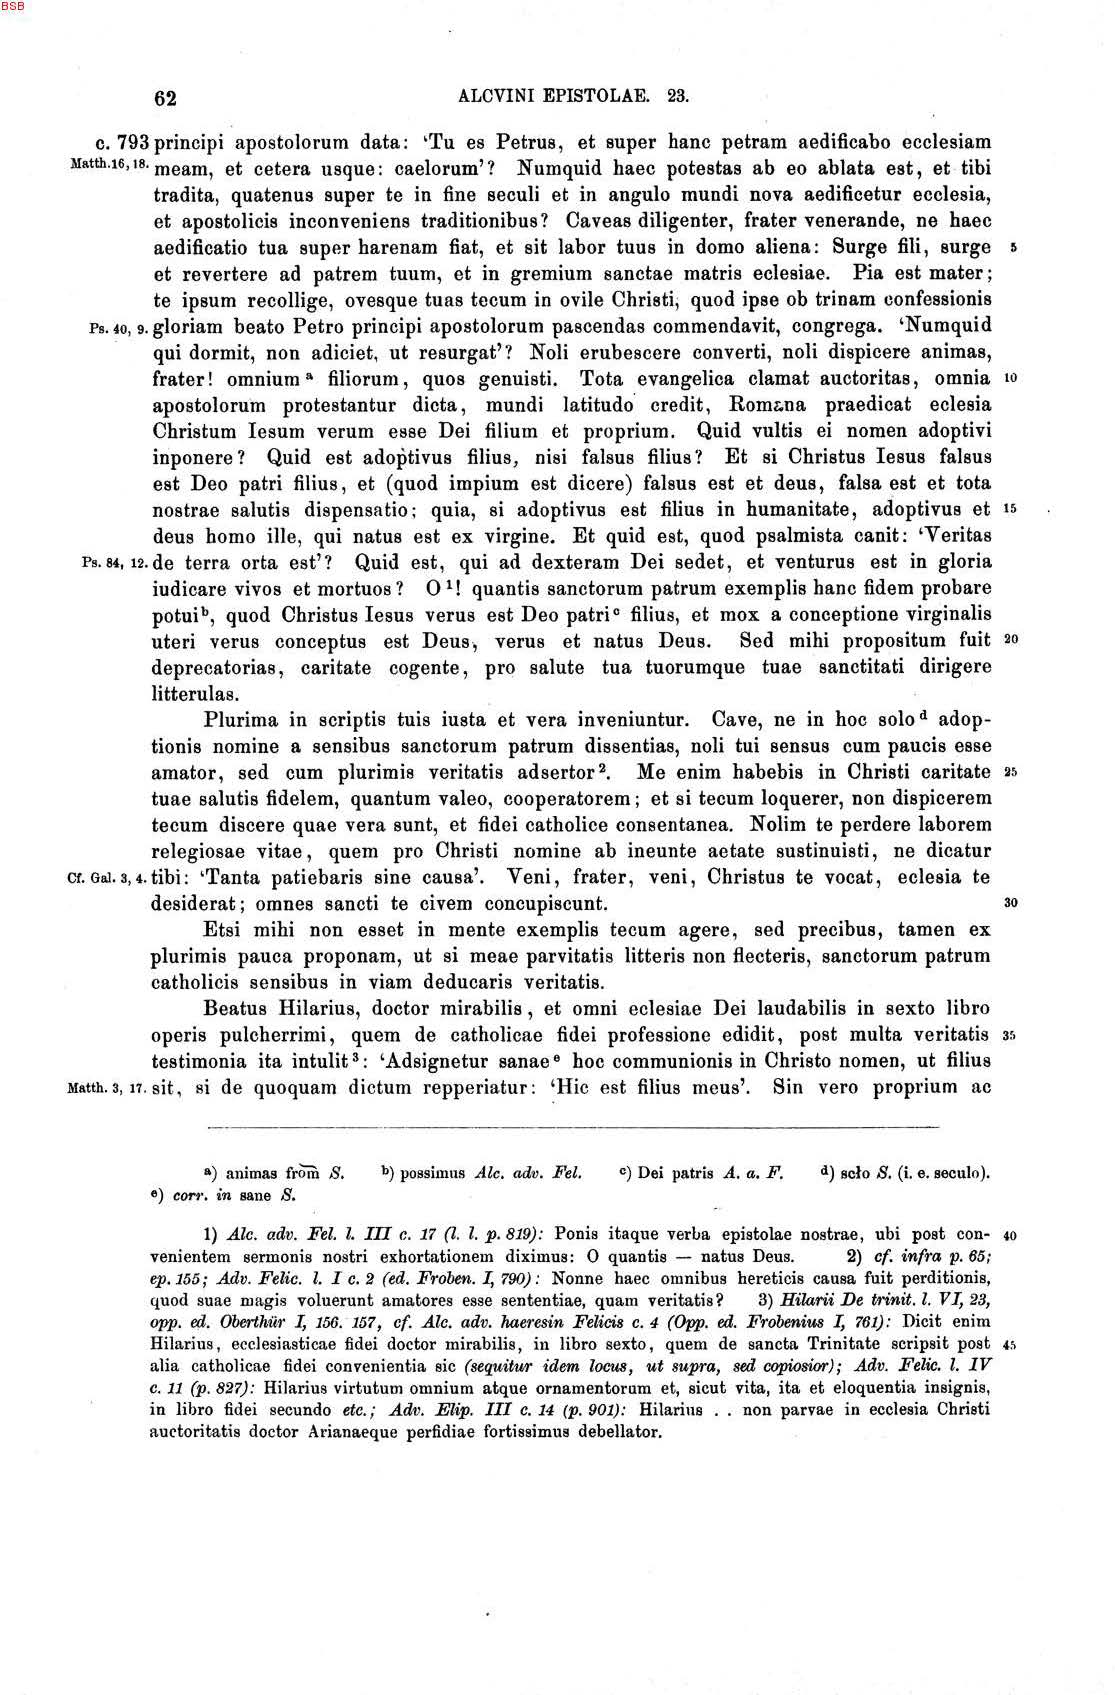 BSB
62 ALCVINI EPISTOLAE. 23.
c. 793 principi apostolorum data: ‘Tu es Petrus, et super hanc petram aedificabo ecclesiam
Matth.16,18. meam, et cetera usque: caelorum’? Numquid haec potestas ab eo ablata est, et tibi
tradita, quatenus super te in fine seculi et in angulo mundi nova aedificetur ecclesia,
et apostolicis inconveniens traditionibus? Caveas diligenter, frater venerande, ne haec
aedificatio tua super harenam fiat, et sit labor tuus in domo aliena: Surge fili, surge 5
et revertere ad patrem tuum, et in gremium sanctae matris eclesiae. Pia est mater;
te ipsum recollige, ovesque tuas tecum in ovile Christi, quod ipse ob trinam confessionis
Ps. 40, 9. gloriam beato Petro principi apostolorum pascendas commendavit, congrega. ‘Numquid
qui dormit, non adiciet, ut resurgat’? Noli erubescere converti, noli dispicere animas,
frater! omnium a filiorum, quos genuisti. Tota evangelica clamat auctoritas, omnia 10
apostolorum protestantur dicta, mundi latitudo credit, Romana praedicat eclesia
Christum Iesum verum esse Dei filium et proprium. Quid vultis ei nomen adoptivi
inponere? Quid est adoptivus filius, nisi falsus filius? Et si Christus Iesus falsus
est Deo patri filius, et (quod impium est dicere) falsus est et deus, falsa est et tota
nostrae salutis dispensatio; quia, si adoptivus est filius in humanitate, adoptivus et 15
deus homo ille, qui natus est ex virgine. Et quid est, quod psalmista canit: ‘Veritas
Ps. 84, 12. de terra orta est’? Quid est, qui ad dexteram Dei sedet, et venturus est in gloria
iudicare vivos et mortuos? O 1! quantis sanctorum patrum exemplis hanc fidem probare
potui b, quod Christus Iesus verus est Deo patri c filius, et mox a conceptione virginalis
uteri verus conceptus est Deus, verus et natus Deus. Sed mihi propositum fuit 20
deprecatorias, caritate cogente, pro salute tua tuorumque tuae sanctitati dirigere
litterulas.
Plurima in scriptis tuis iusta et vera inveniuntur. Cave, ne in hoc solo d adop-
tionis nomine a sensibus sanctorum patrum dissentias, noli tui sensus cum paucis esse
amator, sed cum plurimis veritatis adsertor 2. Me enim habebis in Christi caritate 25
tuae salutis fidelem, quantum valeo, cooperatorem; et si tecum loquerer, non dispicerem
tecum discere quae vera sunt, et fidei catholice consentanea. Nolim te perdere laborem
relegiosae vitae, quem pro Christi nomine ab ineunte aetate sustinuisti, ne dicatur
Cf. Gal. 3, 4. tibi: ‘Tanta patiebaris sine causa’. Veni, frater, veni, Christus te vocat, eclesia te
desiderat; omnes sancti te civem concupiscunt. 30
Etsi mihi non esset in mente exemplis tecum agere, sed precibus, tamen ex
plurimis pauca proponam, ut si meae parvitatis litteris non flecteris, sanctorum patrum
catholicis sensibus in viam deducaris veritatis.
Beatus Hilarius, doctor mirabilis, et omni eclesiae Dei laudabilis in sexto libro
operis pulcherrimi, quem de catholicae fidei professione edidit, post multa veritatis 35
testimonia ita intulit 3: ‘Adsignetur sanae e hoc communionis in Christo nomen, ut filius
Matth. 3, 17. sit, si de quoquam dictum repperiatur: ‘Hic est filius meus’. Sin vero proprium ac
a) animas from̅ S. b) possimus Alc. adv. Fel. c) Dei patris A. a. F. d) scło S. (i. e. seculo).
e) corr. in sane S.
1) Alc. adv. Fel. l. III c. 17 (l. l. p. 819): Ponis itaque verba epistolae nostrae, ubi post con- 40
venientem sermonis nostri exhortationem diximus: O quantis — natus Deus. 2) cf. infra p. 65;
ep. 155; Adv. Felic. l. I c. 2 (ed. Froben. I, 790): Nonne haec omnibus hereticis causa fuit perditionis,
quod suae magis voluerunt amatores esse sententiae, quam veritatis? 3) Hilarii De trinit. l. VI, 23,
opp. ed. Oberthür I, 156. 157, cf. Alc. adv. haeresin Felicis c. 4 (Opp. ed. Frobenius I, 761): Dicit enim
Hilarius, ecclesiasticae fidei doctor mirabilis, in libro sexto, quem de sancta Trinitate scripsit post 45
alia catholicae fidei convenientia sic (sequitur idem locus, ut supra, sed copiosior); Adv. Felic. l. IV
c. 11 (p. 827): Hilarius virtutum omnium atque ornamentorum et, sicut vita, ita et eloquentia insignis,
in libro fidei secundo etc.; Adv. Elip. III c. 14 (p. 901): Hilarius . . non parvae in ecclesia Christi
auctoritatis doctor Arianaeque perfidiae fortissimus debellator.